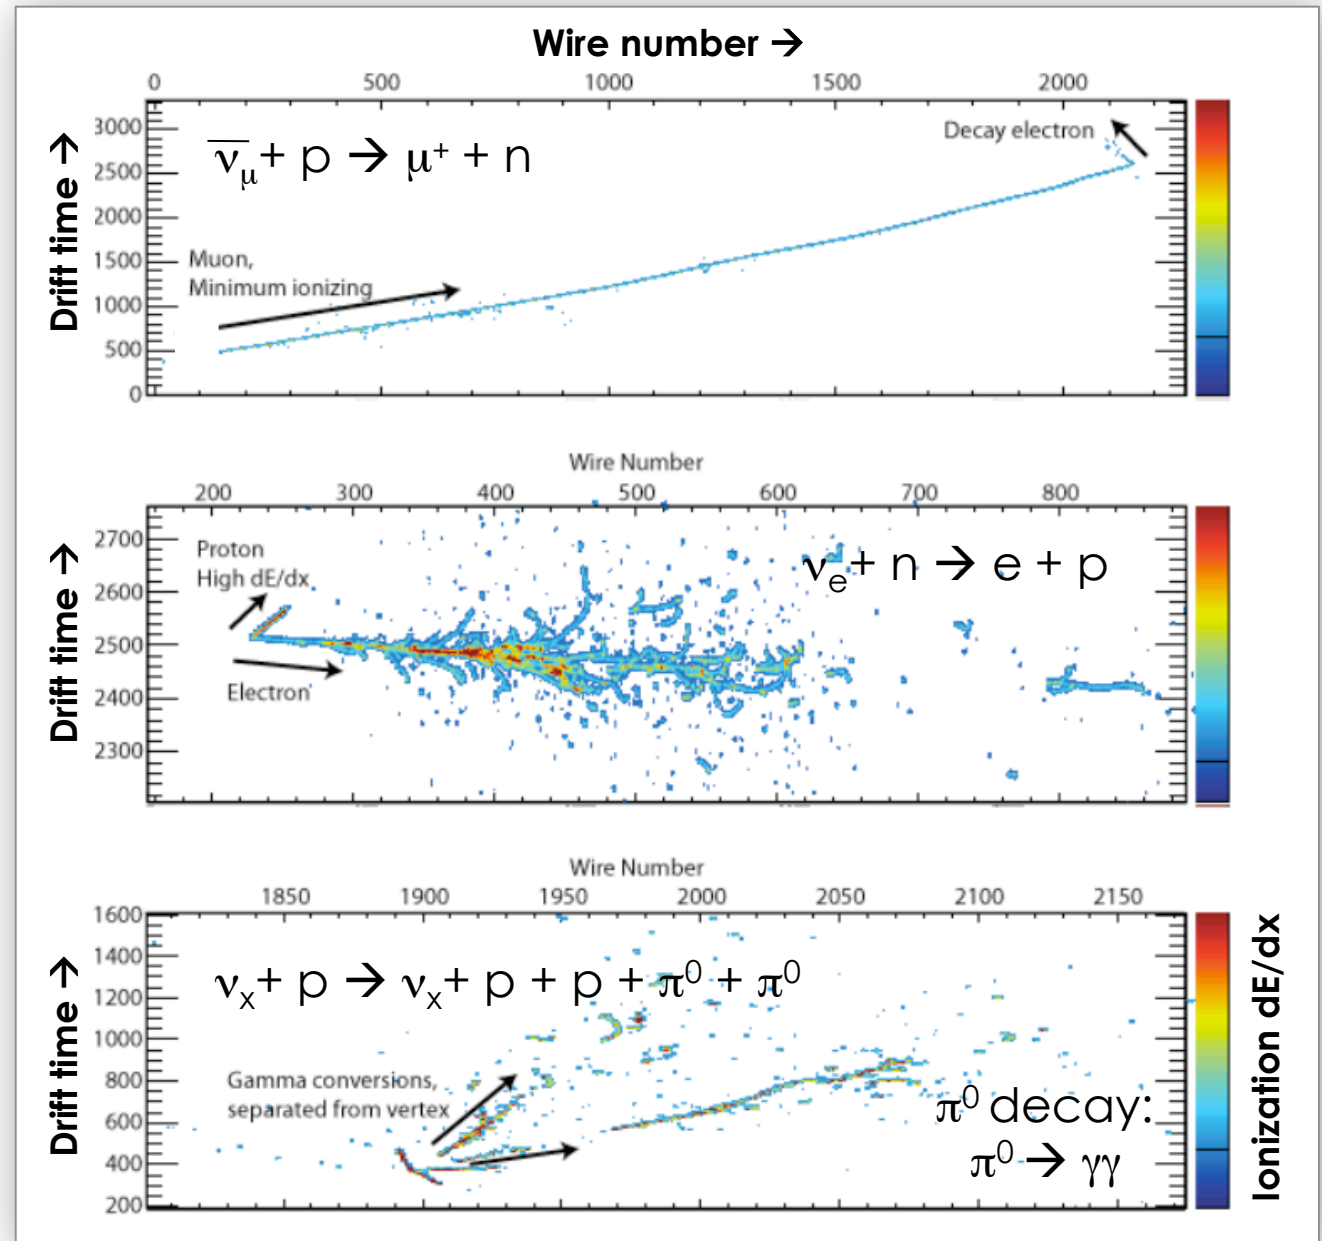 Wire number →
0 500 1000 1500 2000
3000
2500
2000
1500
1000
500
0
Drift time →
ν̅μ + p → μ⁺ + n
Decay electron
Muon,
Minimum ionizing
Wire Number
200 300 400 500 600 700 800
2700
2600
2500
2400
2300
Drift time →
Proton
High dE/dx
νₑ+ n → e + p
Electron
Wire Number
1850 1900 1950 2000 2050 2100 2150
1600
1400
1200
1000
800
600
400
200
Drift time →
νₓ+ p → νₓ+ p + p + π⁰ + π⁰
Gamma conversions,
separated from vertex
π⁰ decay:
π⁰ → γγ
Ionization dE/dx